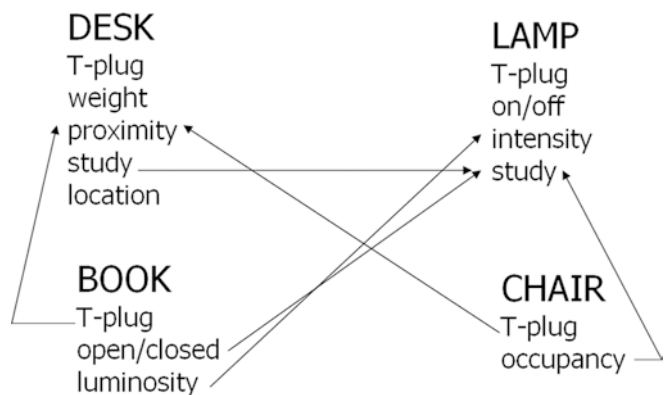 DESK
T-plug
weight
proximity
study
location
LAMP
T-plug
on/off
intensity
study
BOOK
T-plug
open/closed
luminosity
CHAIR
T-plug
occupancy